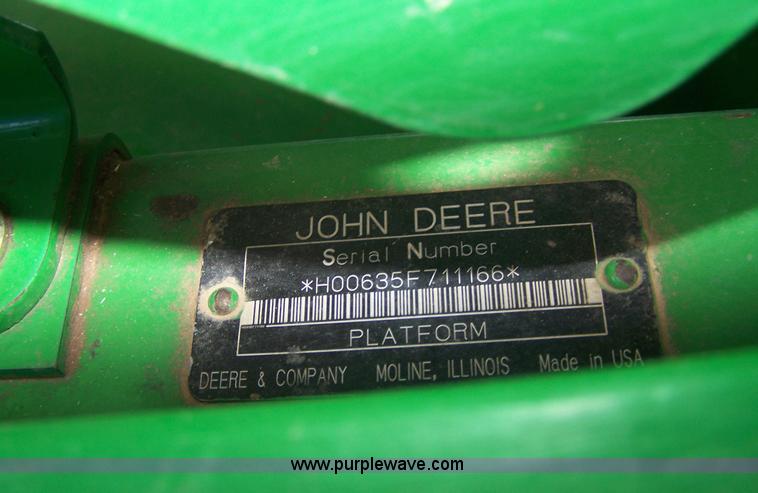 JOHN DEERE
Serial Number
*H00635F711166*
PLATFORM
DEERE & COMPANY MOLINE, ILLINOIS Made in USA
www.purplewave.com